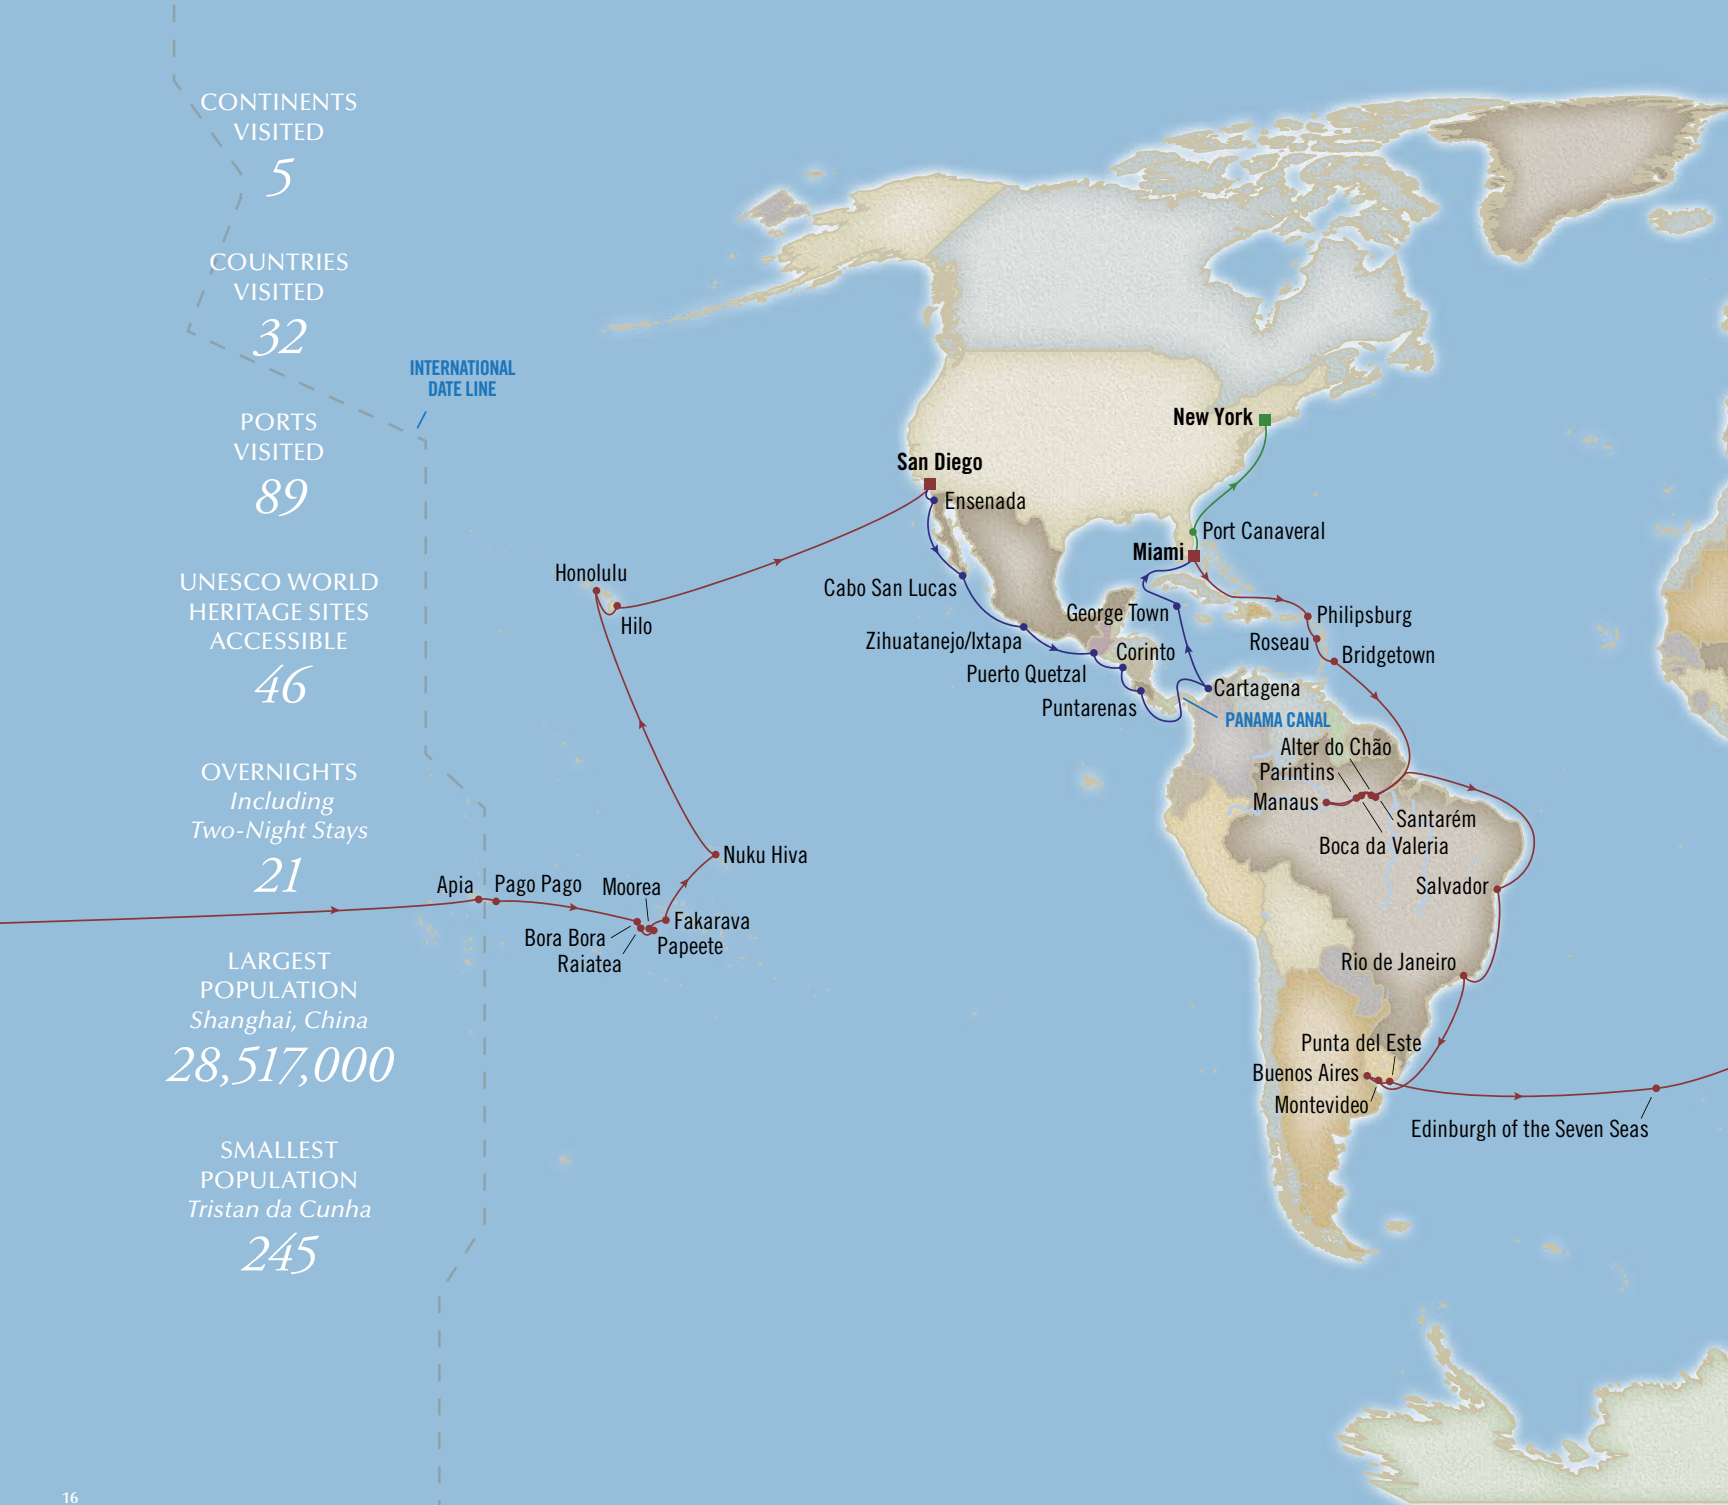 CONTINENTS
VISITED
5
COUNTRIES
VISITED
32
INTERNATIONAL
DATE LINE
PORTS
VISITED
89
UNESCO WORLD
HERITAGE SITES
ACCESSIBLE
46
OVERNIGHTS
Including
Two-Night Stays
21
LARGEST
POPULATION
Shanghai, China
28,517,000
SMALLEST
POPULATION
Tristan da Cunha
245
New York
San Diego
Ensenada
Port Canaveral
Miami
Honolulu
Hilo
Cabo San Lucas
George Town
Philipsburg
Zihuatanejo/Ixtapa
Corinto
Roseau
Bridgetown
Puerto Quetzal
Cartagena
Puntarenas
PANAMA CANAL
Alter do Chão
Parintins
Manaus
Santarém
Boca da Valeria
Nuku Hiva
Apia
Pago Pago
Moorea
Salvador
Fakarava
Bora Bora
Papeete
Raiatea
Rio de Janeiro
Punta del Este
Buenos Aires
Montevideo
Edinburgh of the Seven Seas
16